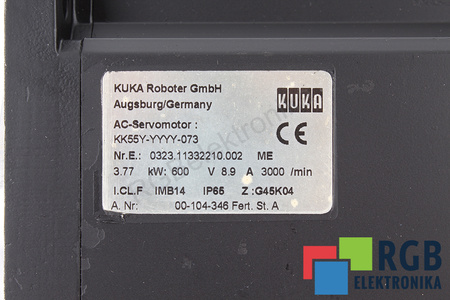 KUKA Roboter GmbH
Augsburg/Germany
KUKA
AC-Servomotor :
KK55Y-YYYY-073
CE
Nr.E.: 0323.11332210.002 ME
3.77 kW: 600 V 8.9 A 3000 /min
I.CL.F IMB14 IP65 Z :G45K04
A. Nr: 00-104-346 Fert. St. A
RGB
ELEKTRONIKA